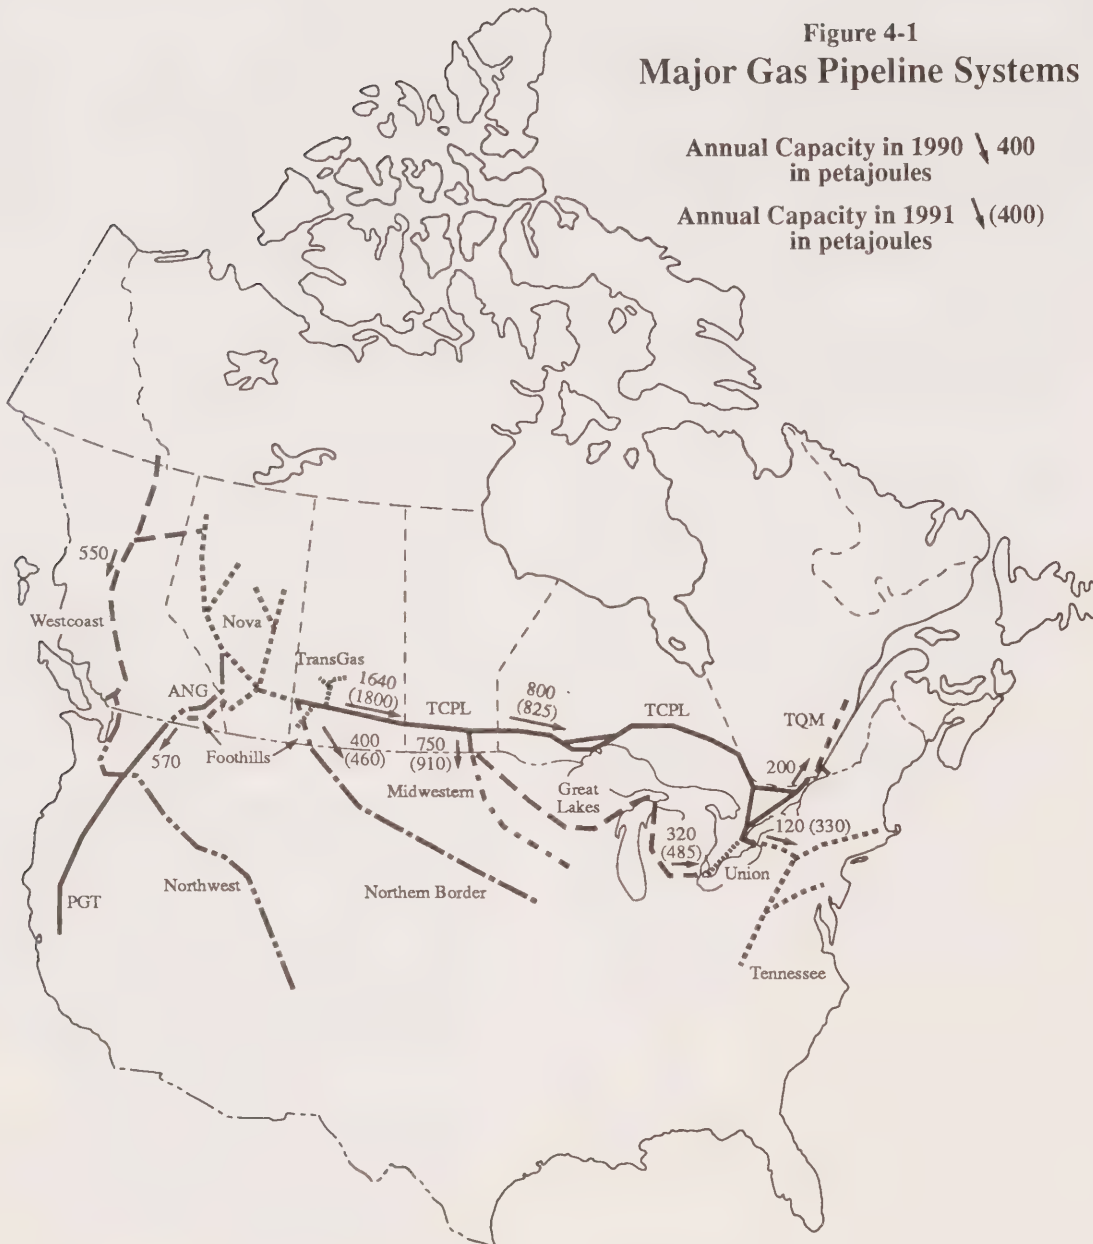 Figure 4-1
Major Gas Pipeline Systems
Annual Capacity in 1990 400
in petajoules
Annual Capacity in 1991 (400)
in petajoules
550
Westcoast
Nova
TransGas
ANG
1640
(1800)
800
(825)
TCPL
TCPL
TQM
570
Foothills
400
(460)
750
(910)
Midwestern
Great
Lakes
200
320
(485)
120 (330)
Union
PGT
Northwest
Northern Border
Tennessee